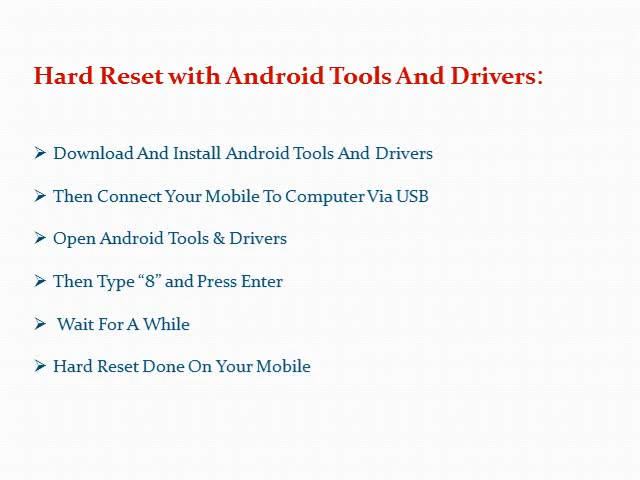 Hard Reset with Android Tools And Drivers:
➢ Download And Install Android Tools And Drivers
➢ Then Connect Your Mobile To Computer Via USB
➢ Open Android Tools & Drivers
➢ Then Type “8” and Press Enter
➢ Wait For A While
➢ Hard Reset Done On Your Mobile